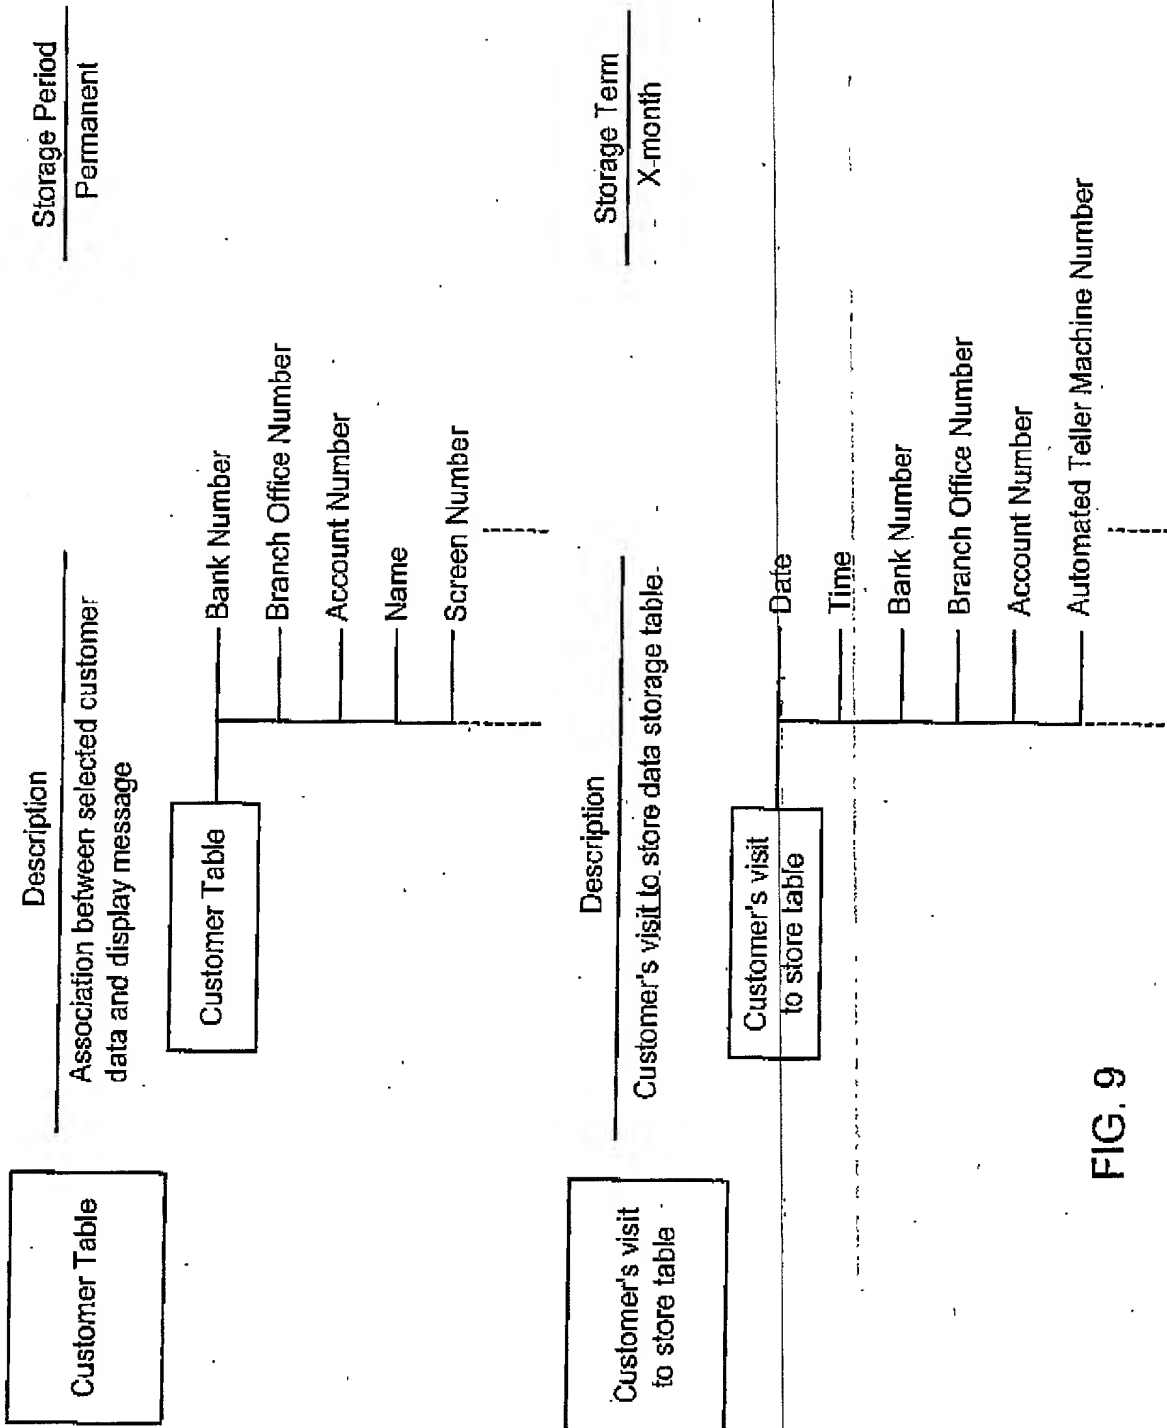 Customer Table
Description
Association between selected customer
data and display message
Storage Period
Permanent
Customer Table
Bank Number
Branch Office Number
Account Number
Name
Screen Number
Customer's visit
to store table
Description
Customer's visit to store data storage table
Storage Term
X-month
Customer's visit
to store table
Date
Time
Bank Number
Branch Office Number
Account Number
Automated Teller Machine Number
FIG. 9